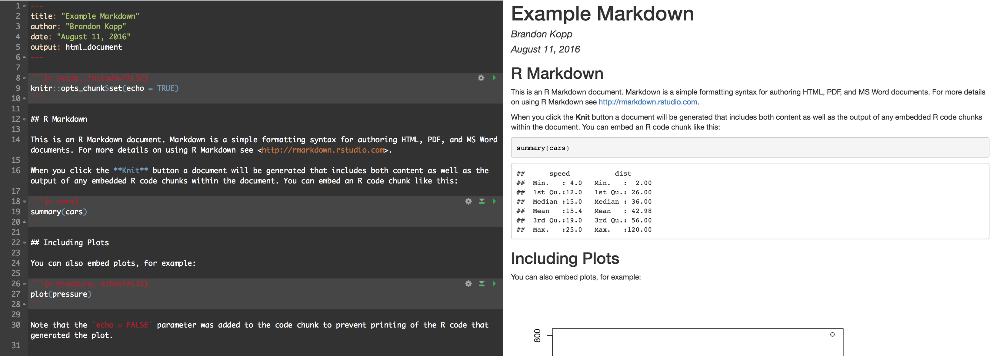 1 ---
2 title: "Example Markdown"
3 author: "Brandon Kopp"
4 date: "August 11, 2016"
5 output: html_document
6 ---
7
8 ```{r setup, include=FALSE}
9 knitr::opts_chunk$set(echo = TRUE)
10 ```
11
12 ## R Markdown
13
14 This is an R Markdown document. Markdown is a simple formatting syntax for authoring HTML, PDF, and MS Word
documents. For more details on using R Markdown see <http://rmarkdown.rstudio.com>.
15
16 When you click the **Knit** button a document will be generated that includes both content as well as the
output of any embedded R code chunks within the document. You can embed an R code chunk like this:
17
18 ```{r cars}
19 summary(cars)
20 ```
21
22 ## Including Plots
23
24 You can also embed plots, for example:
25
26 ```{r pressure, echo=FALSE}
27 plot(pressure)
28 ```
29
30 Note that the `echo = FALSE` parameter was added to the code chunk to prevent printing of the R code that
generated the plot.
31
Example Markdown
Brandon Kopp
August 11, 2016
R Markdown
This is an R Markdown document. Markdown is a simple formatting syntax for authoring HTML, PDF, and MS Word documents. For more details
on using R Markdown see http://rmarkdown.rstudio.com.
When you click the Knit button a document will be generated that includes both content as well as the output of any embedded R code chunks
within the document. You can embed an R code chunk like this:
summary(cars)
##      speed           dist
##  Min.   : 4.0   Min.   :  2.00
##  1st Qu.:12.0   1st Qu.: 26.00
##  Median :15.0   Median : 36.00
##  Mean   :15.4   Mean   : 42.98
##  3rd Qu.:19.0   3rd Qu.: 56.00
##  Max.   :25.0   Max.   :120.00
Including Plots
You can also embed plots, for example:
800